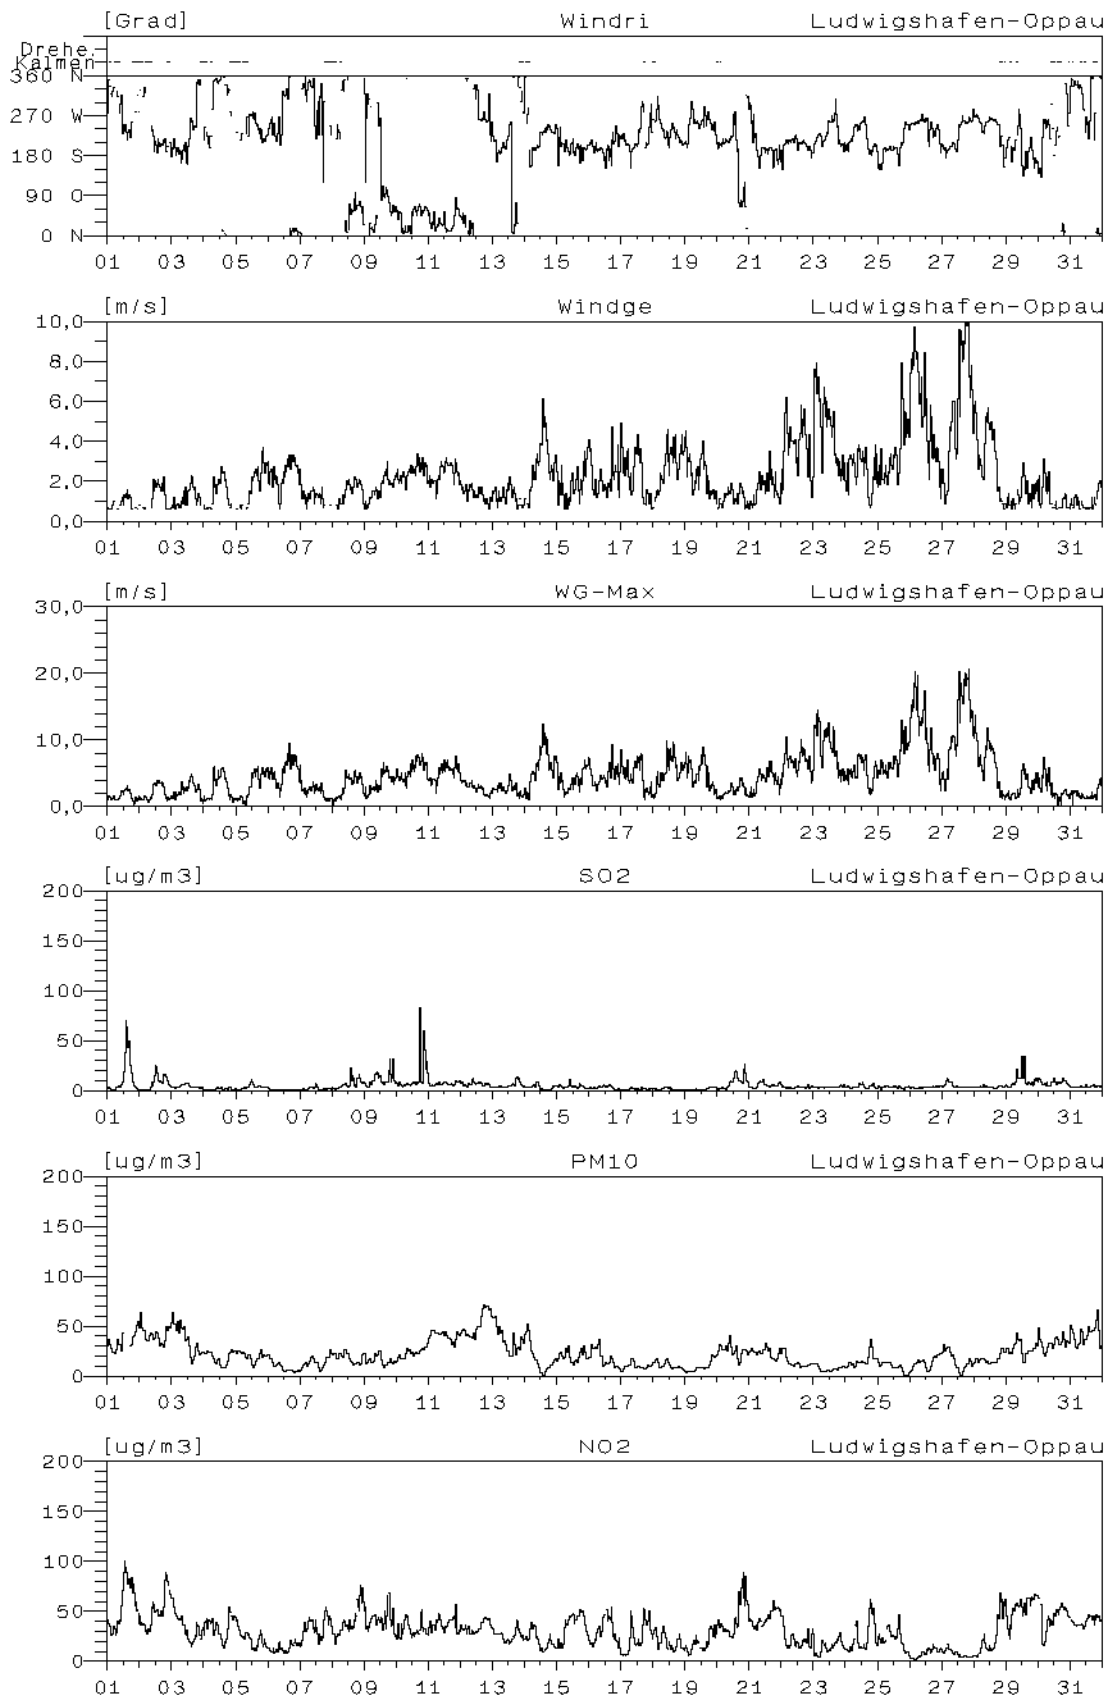 [Grad] Windri Ludwigshafen-Oppau
Drehe.
Kalmen
360 N
270 W
180 S
90 O
0 N
01 03 05 07 09 11 13 15 17 19 21 23 25 27 29 31
[m/s] Windge Ludwigshafen-Oppau
10,0
8,0
6,0
4,0
2,0
0,0
01 03 05 07 09 11 13 15 17 19 21 23 25 27 29 31
[m/s] WG-Max Ludwigshafen-Oppau
30,0
20,0
10,0
0,0
01 03 05 07 09 11 13 15 17 19 21 23 25 27 29 31
[ug/m3] SO2 Ludwigshafen-Oppau
200
150
100
50
0
01 03 05 07 09 11 13 15 17 19 21 23 25 27 29 31
[ug/m3] PM10 Ludwigshafen-Oppau
200
150
100
50
0
01 03 05 07 09 11 13 15 17 19 21 23 25 27 29 31
[ug/m3] NO2 Ludwigshafen-Oppau
200
150
100
50
0
01 03 05 07 09 11 13 15 17 19 21 23 25 27 29 31